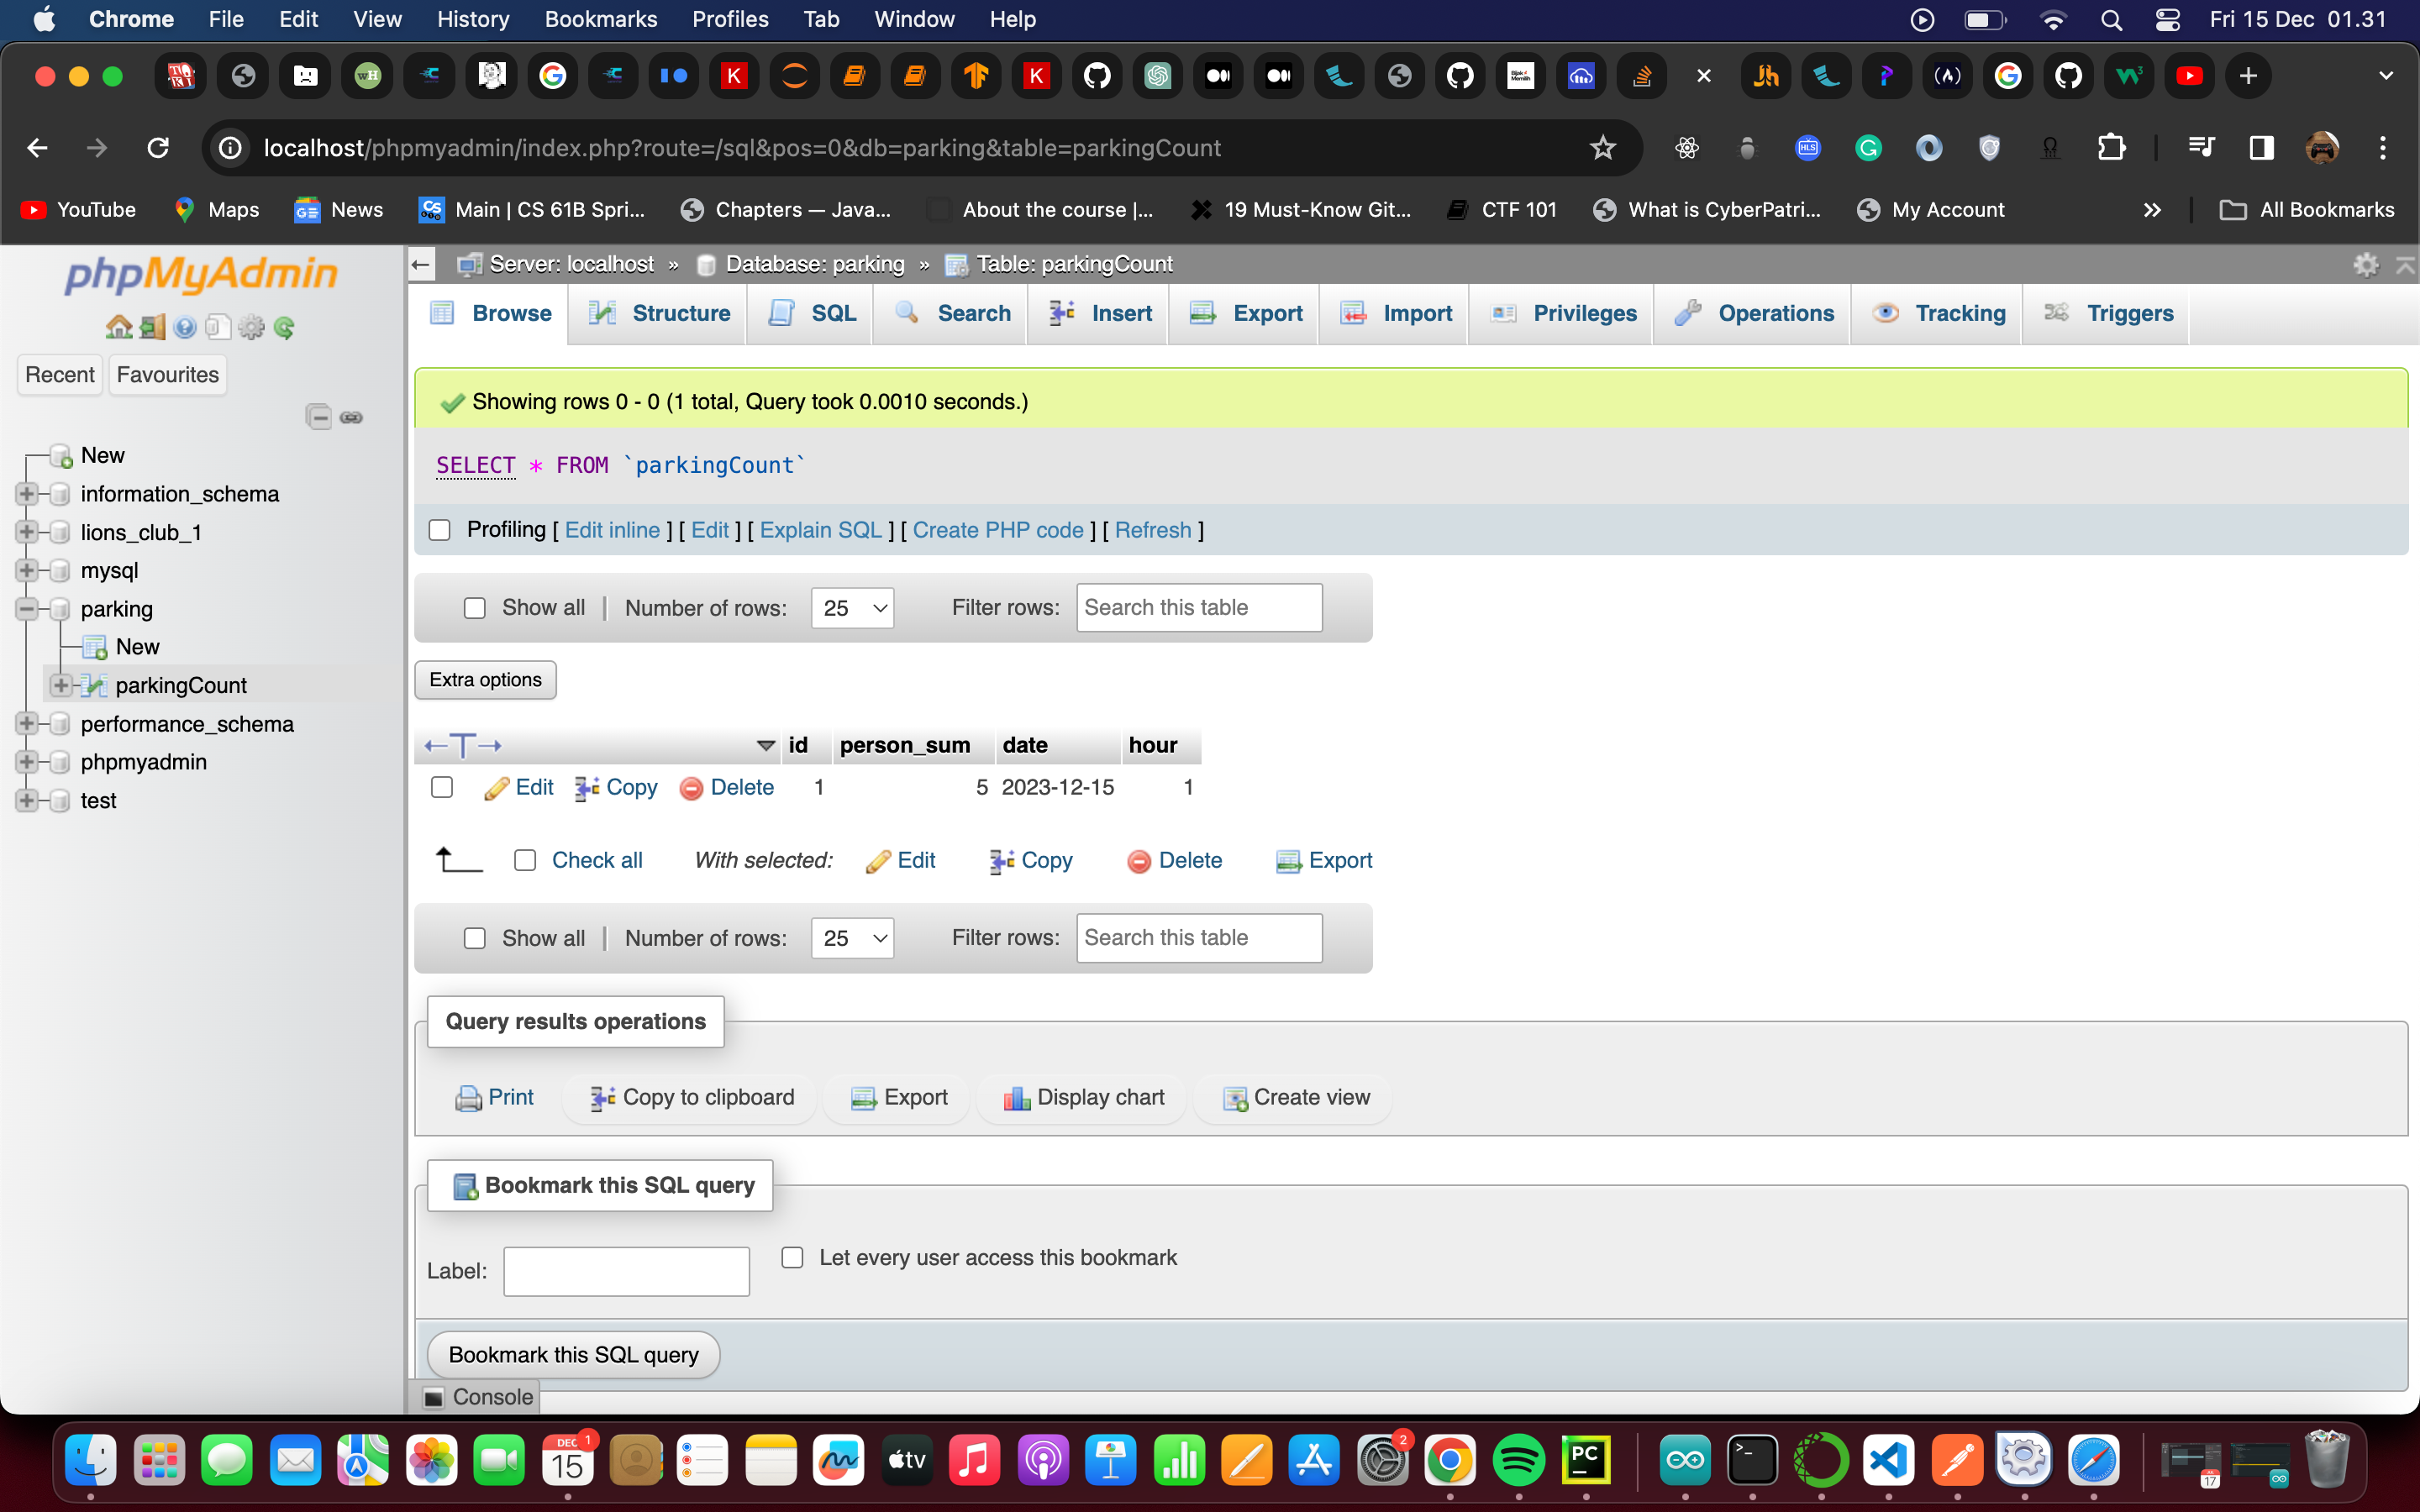 Chrome File Edit View History Bookmarks Profiles Tab Window Help Fri 15 Dec 01.31
localhost/phpmyadmin/index.php?route=/sql&pos=0&db=parking&table=parkingCount
YouTube Maps News Main | CS 61B Spri... Chapters — Java... About the course |... 19 Must-Know Git... CTF 101 What is CyberPatri... My Account » All Bookmarks
phpMyAdmin
Recent Favourites
New
information_schema
lions_club_1
mysql
parking
New
parkingCount
performance_schema
phpmyadmin
test
Server: localhost » Database: parking » Table: parkingCount
Browse Structure SQL Search Insert Export Import Privileges Operations Tracking Triggers
Showing rows 0 - 0 (1 total, Query took 0.0010 seconds.)
SELECT * FROM `parkingCount`
Profiling [ Edit inline ] [ Edit ] [ Explain SQL ] [ Create PHP code ] [ Refresh ]
Show all | Number of rows: 25 Filter rows: Search this table
Extra options
id person_sum date hour
Edit Copy Delete 1 5 2023-12-15 1
Check all With selected: Edit Copy Delete Export
Show all | Number of rows: 25 Filter rows: Search this table
Query results operations
Print Copy to clipboard Export Display chart Create view
Bookmark this SQL query
Label: Let every user access this bookmark
Bookmark this SQL query
Console
DEC 1 15 tv 2 PC 17